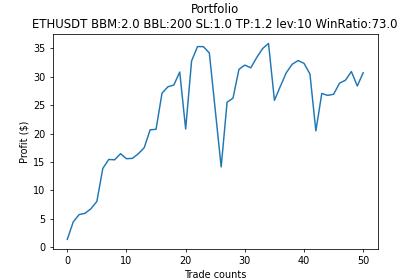 Portfolio
ETHUSDT BBM:2.0 BBL:200 SL:1.0 TP:1.2 lev:10 WinRatio:73.0
Profit ($)
35
30
25
20
15
10
5
0
0 10 20 30 40 50
Trade counts